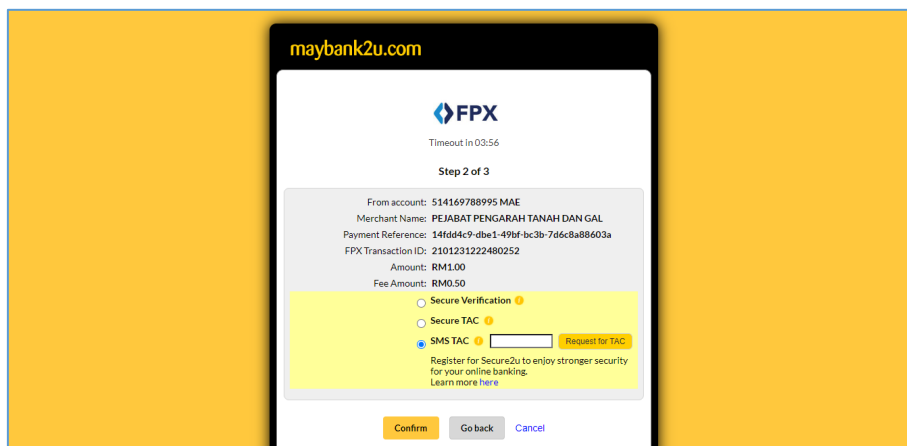 maybank2u.com
FPX
Timeout in 03:56
Step 2 of 3
From account: 514169788995 MAE
Merchant Name: PEJABAT PENGARAH TANAH DAN GAL
Payment Reference: 14fdd4c9-dbe1-49bf-bc3b-7d6c8a88603a
FPX Transaction ID: 2101231222480252
Amount: RM1.00
Fee Amount: RM0.50
Secure Verification i
Secure TAC i
SMS TAC i Request for TAC
Register for Secure2u to enjoy stronger security
for your online banking.
Learn more here
Confirm Go back Cancel